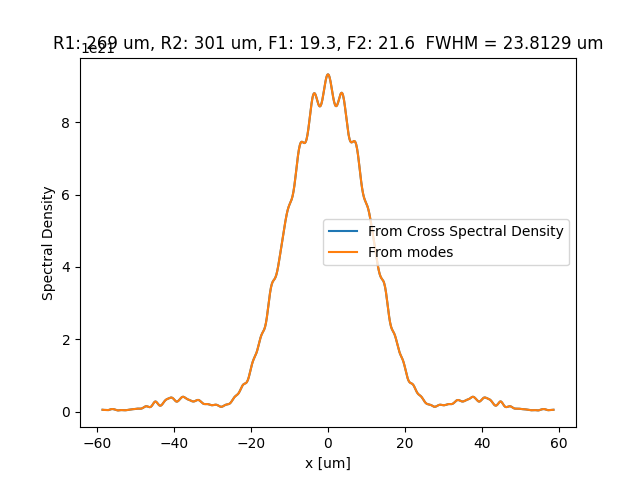 R1: 269 um, R2: 301 um, F1: 19.3, F2: 21.6  FWHM = 23.8129 um
1e21
8
6
4
2
0
Spectral Density
From Cross Spectral Density
From modes
−60 −40 −20 0 20 40 60
x [um]